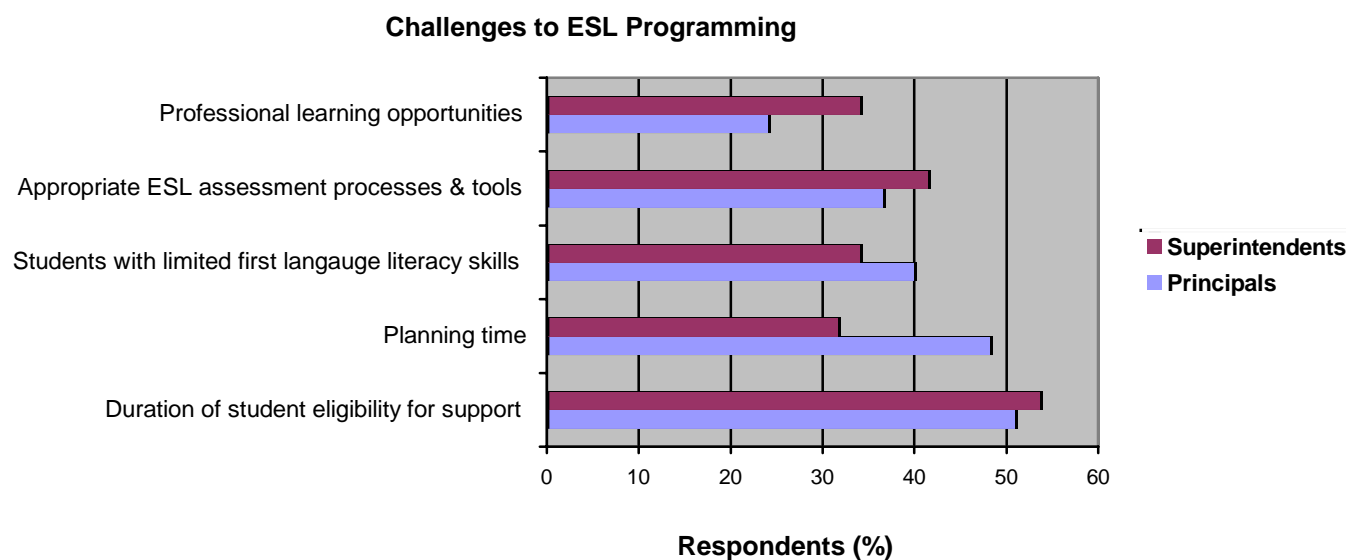 Challenges to ESL Programming
Professional learning opportunities
Appropriate ESL assessment processes & tools
Students with limited first langauge literacy skills
Planning time
Duration of student eligibility for support
0 10 20 30 40 50 60
Respondents (%)
Superintendents
Principals